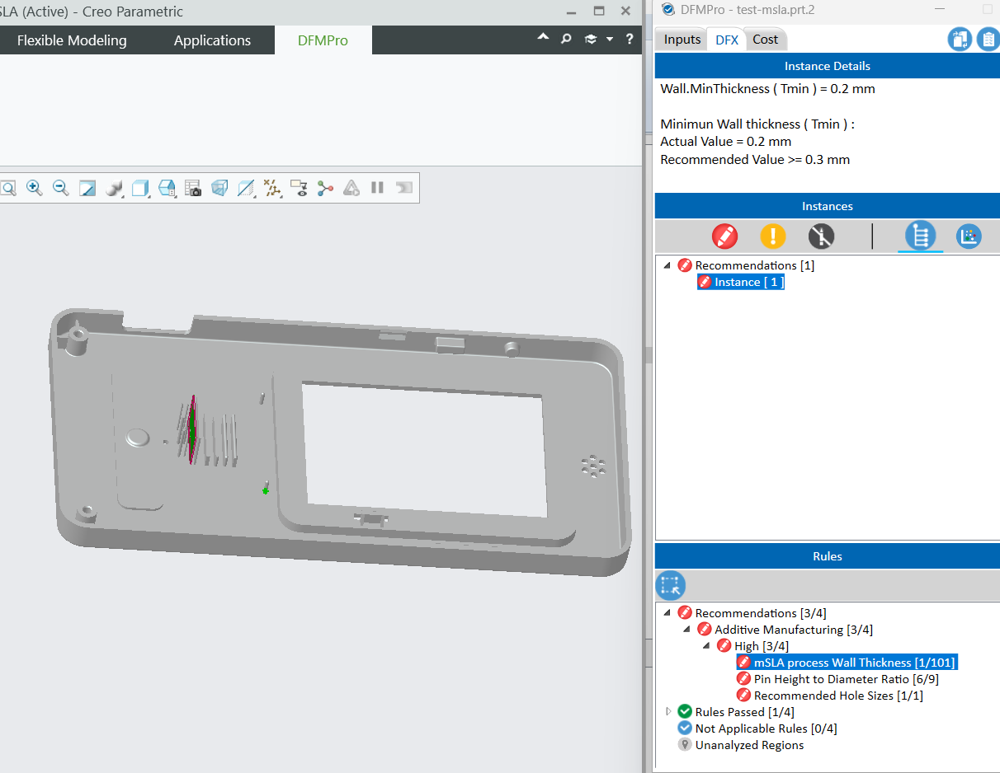 SLA (Active) - Creo Parametric
Flexible Modeling
Applications
DFMPro
?
DFMPro - test-msla.prt.2
Inputs
DFX
Cost
Instance Details
Wall.MinThickness ( Tmin ) = 0.2 mm
Minimun Wall thickness ( Tmin ) :
Actual Value = 0.2 mm
Recommended Value >= 0.3 mm
Instances
Recommendations [1]
Instance [ 1 ]
Rules
Recommendations [3/4]
Additive Manufacturing [3/4]
High [3/4]
mSLA process Wall Thickness [1/101]
Pin Height to Diameter Ratio [6/9]
Recommended Hole Sizes [1/1]
Rules Passed [1/4]
Not Applicable Rules [0/4]
Unanalyzed Regions